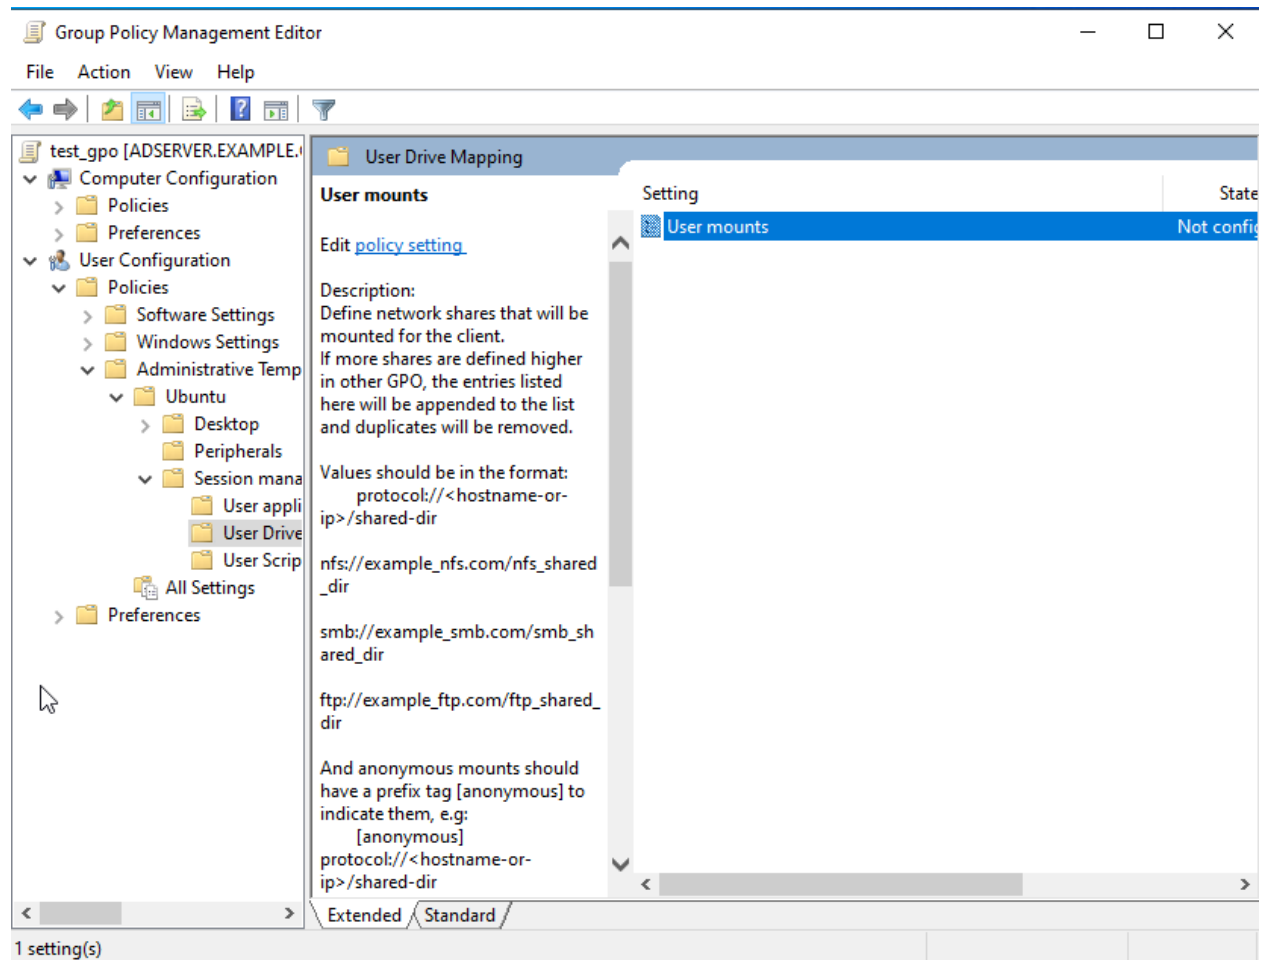 Group Policy Management Editor
File Action View Help
test_gpo [ADSERVER.EXAMPLE.
Computer Configuration
Policies
Preferences
User Configuration
Policies
Software Settings
Windows Settings
Administrative Temp
Ubuntu
Desktop
Peripherals
Session mana
User appli
User Drive
User Scrip
All Settings
Preferences
User Drive Mapping
User mounts
Edit policy setting
Description:
Define network shares that will be
mounted for the client.
If more shares are defined higher
in other GPO, the entries listed
here will be appended to the list
and duplicates will be removed.
Values should be in the format:
protocol://<hostname-or-
ip>/shared-dir
nfs://example_nfs.com/nfs_shared
_dir
smb://example_smb.com/smb_sh
ared_dir
ftp://example_ftp.com/ftp_shared_
dir
And anonymous mounts should
have a prefix tag [anonymous] to
indicate them, e.g:
[anonymous]
protocol://<hostname-or-
ip>/shared-dir
Setting State
User mounts Not config
Extended Standard
1 setting(s)